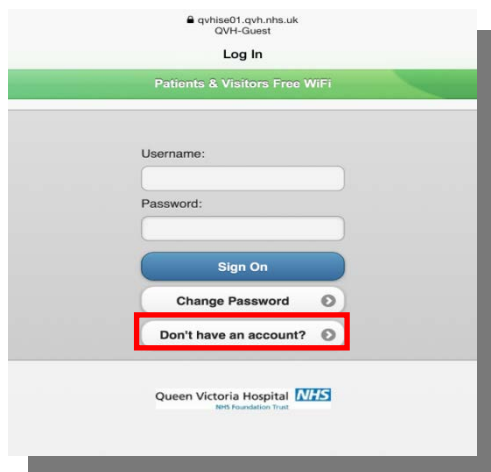 qvhise01.qvh.nhs.uk
QVH-Guest
Log In
Patients & Visitors Free WiFi
Username:
Password:
Sign On
Change Password
Don't have an account?
Queen Victoria Hospital NHS
NHS Foundation Trust